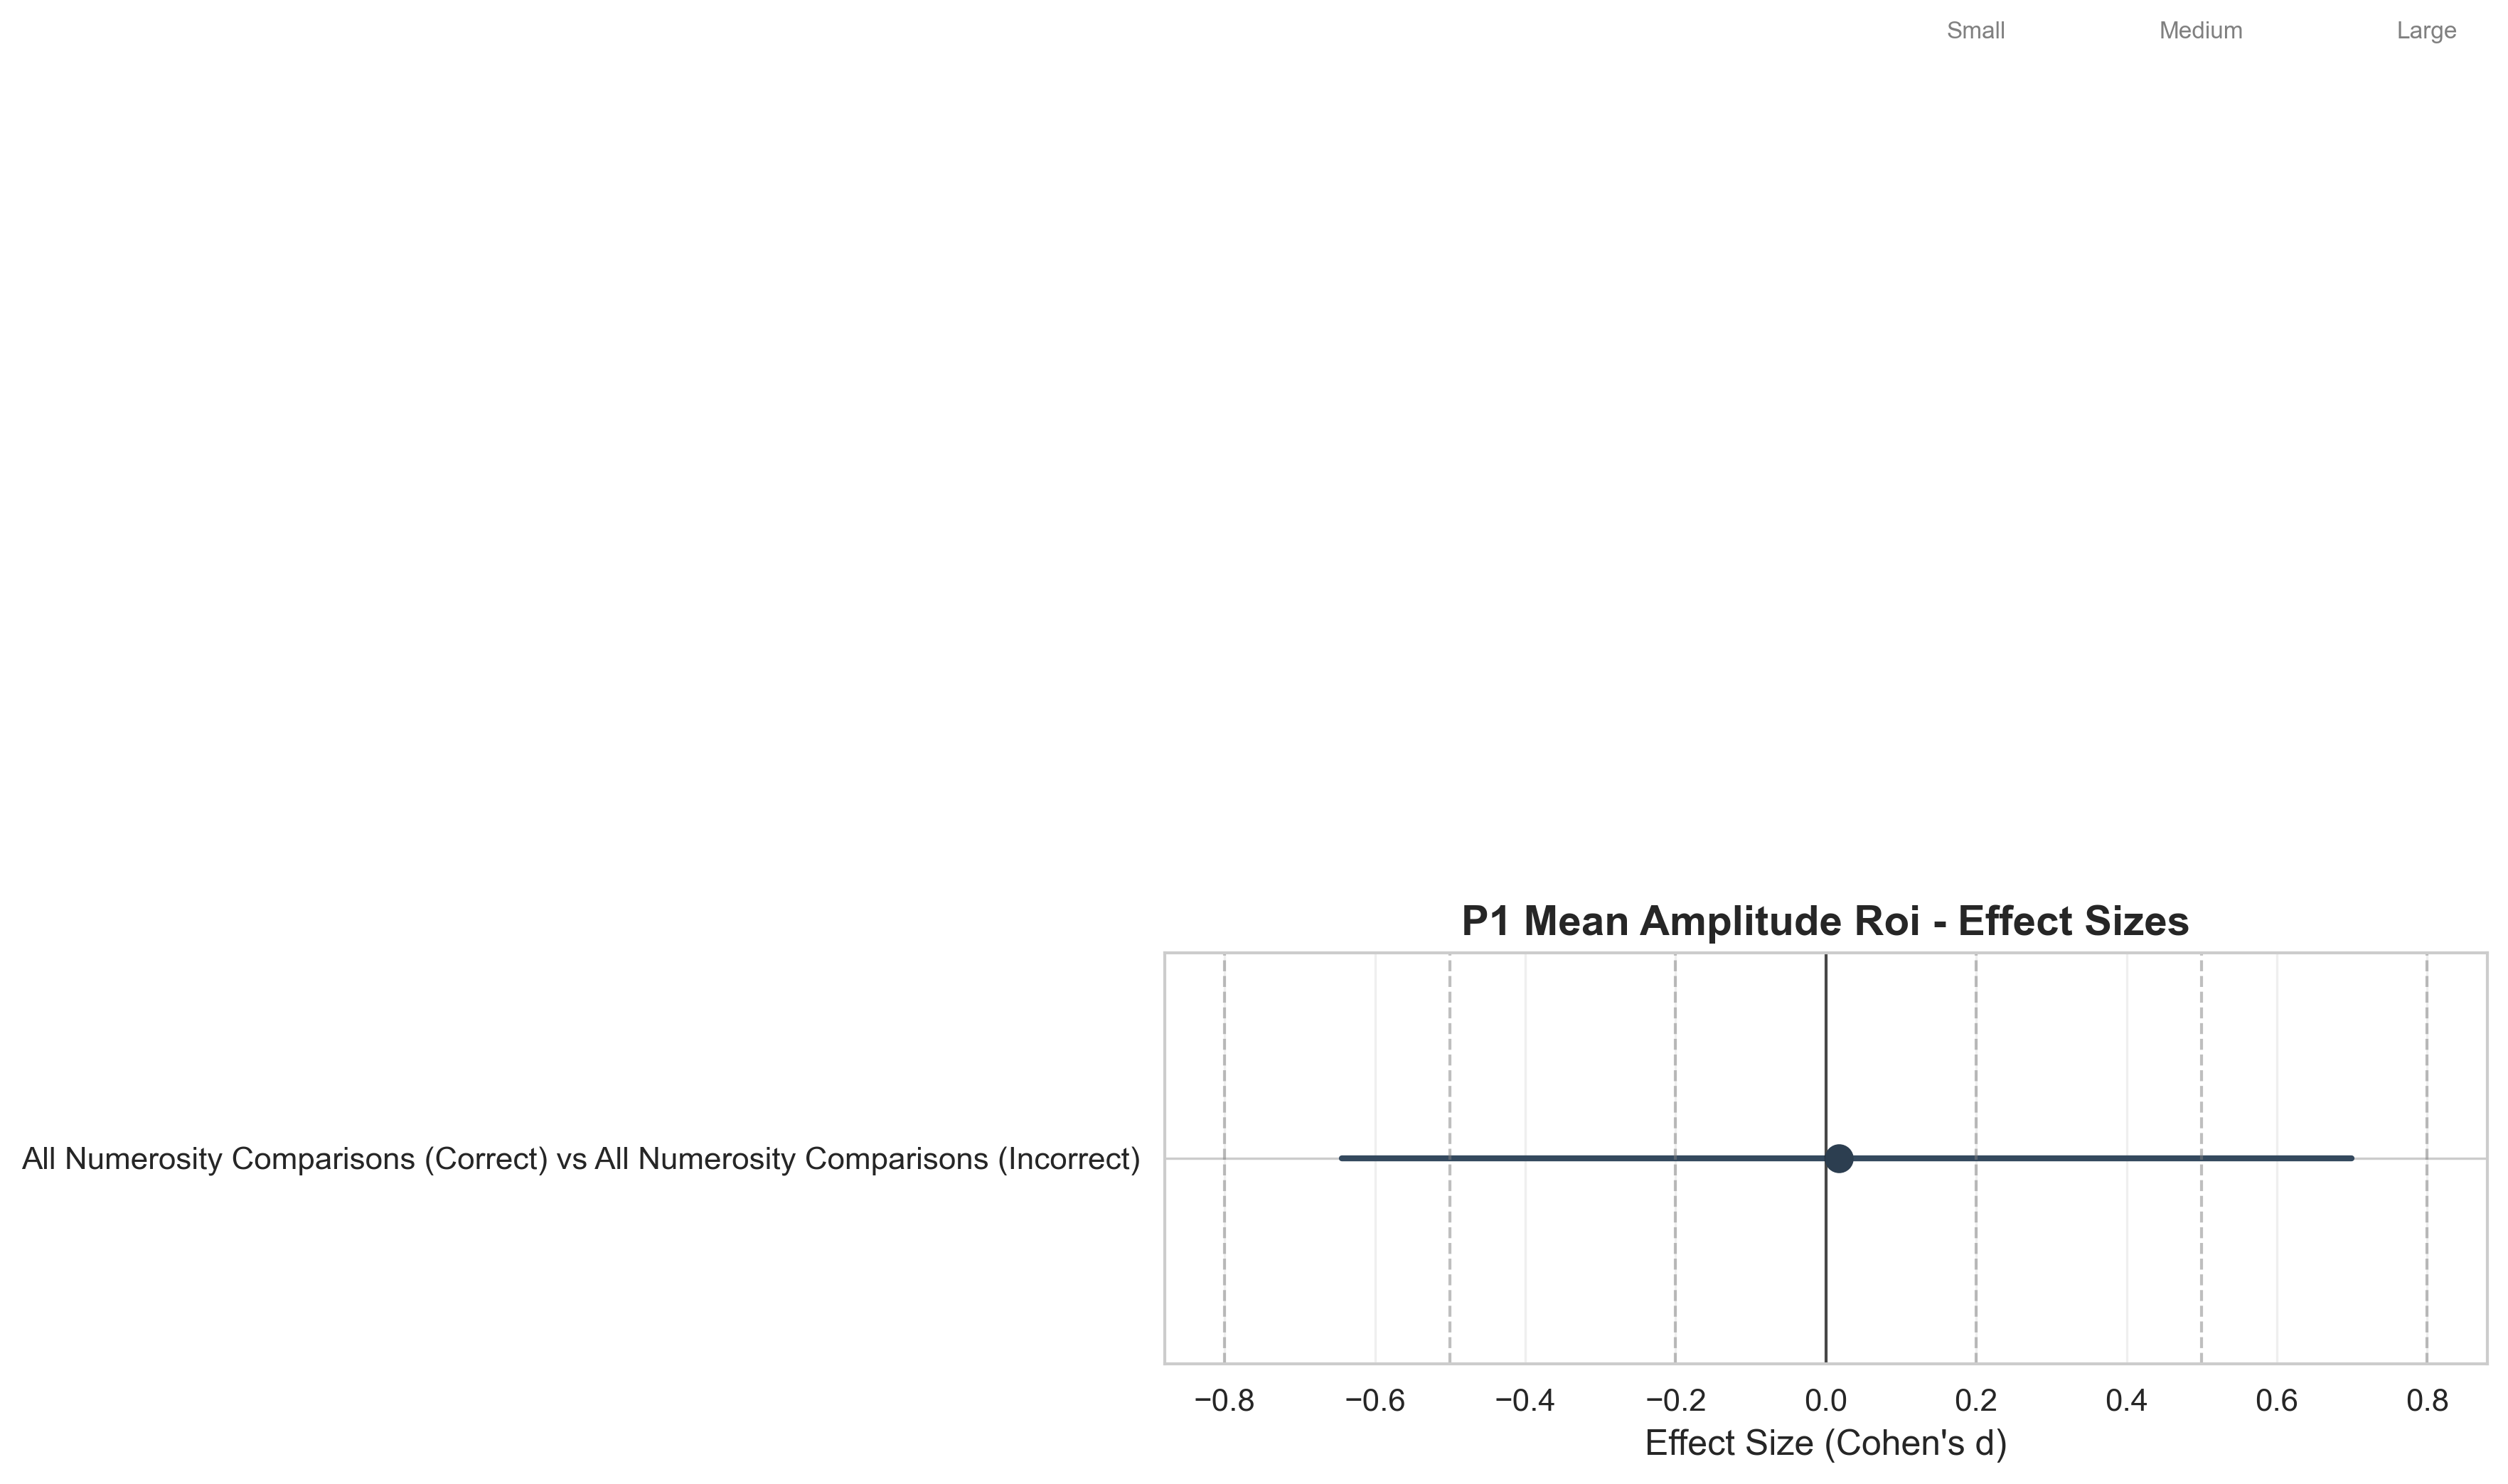 Small Medium Large
P1 Mean Amplitude Roi - Effect Sizes
All Numerosity Comparisons (Correct) vs All Numerosity Comparisons (Incorrect)
−0.8 −0.6 −0.4 −0.2 0.0 0.2 0.4 0.6 0.8
Effect Size (Cohen's d)